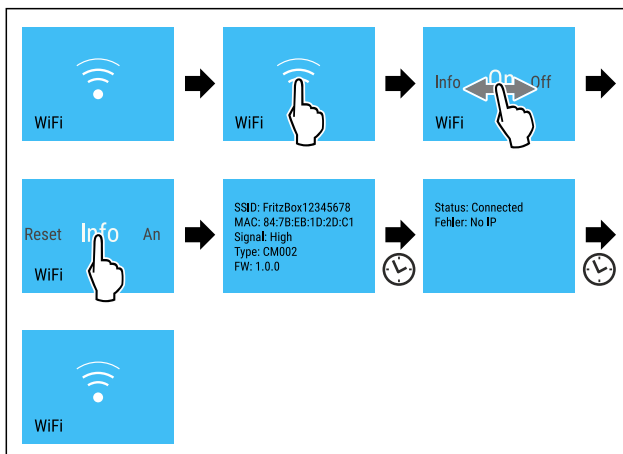 WiFi
WiFi
Info On Off
WiFi
Reset Info An
WiFi
SSID: FritzBox12345678
MAC: 84:7B:EB:1D:2D:C1
Signal: High
Type: CM002
FW: 1.0.0
Status: Connected
Fehler: No IP
WiFi